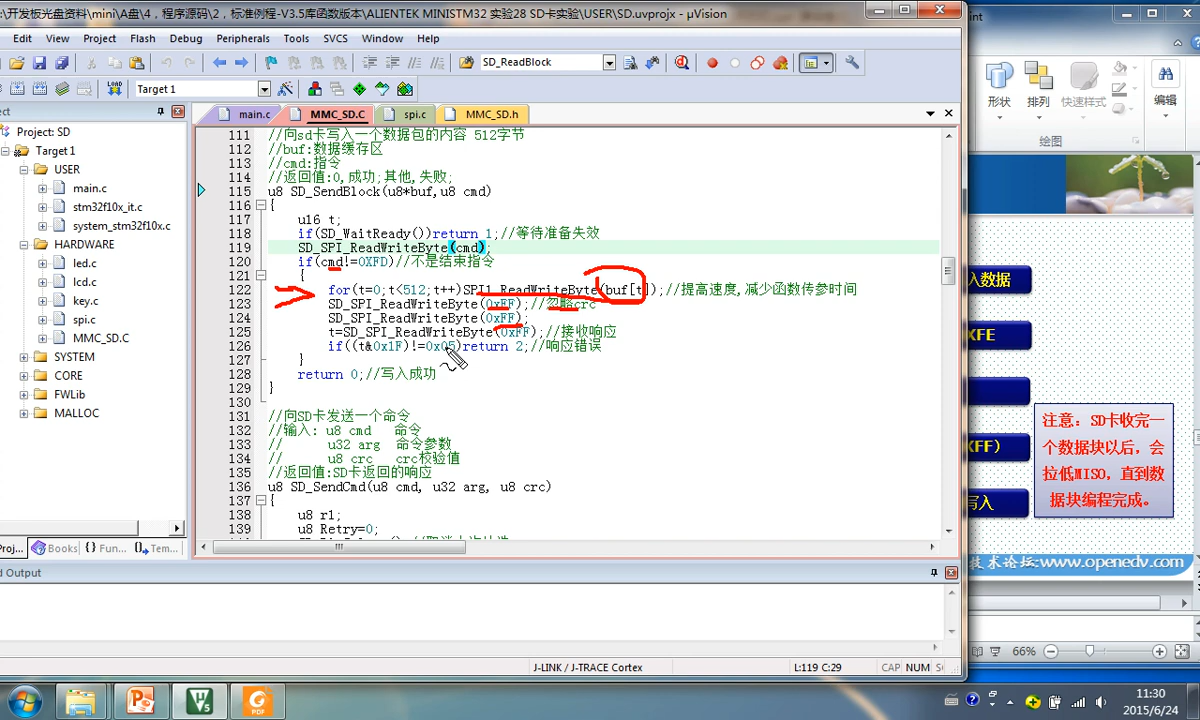 :\开发板光盘资料\mini\A盘\4，程序源码\2，标准例程-V3.5库函数版本\ALIENTEK MINISTM32 实验28 SD卡实验\USER\SD.uvprojx - µVision
Edit View Project Flash Debug Peripherals Tools SVCS Window Help
SD_ReadBlock
LOAD Target 1
ect
main.c MMC_SD.C spi.c MMC_SD.h
Project: SD
Target 1
USER
main.c
stm32f10x_it.c
system_stm32f10x.c
HARDWARE
led.c
lcd.c
key.c
spi.c
MMC_SD.C
SYSTEM
CORE
FWLib
MALLOC
Proj... Books {} Fun... Tem...
111 //向sd卡写入一个数据包的内容 512字节
112 //buf:数据缓存区
113 //cmd:指令
114 //返回值:0,成功;其他,失败;
115 u8 SD_SendBlock(u8*buf,u8 cmd)
116 {
117 u16 t;
118 if(SD_WaitReady())return 1;//等待准备失效
119 SD_SPI_ReadWriteByte(cmd);
120 if(cmd!=0XFD)//不是结束指令
121 {
122 for(t=0;t<512;t++)SPI1_ReadWriteByte(buf[t]);//提高速度,减少函数传参时间
123 SD_SPI_ReadWriteByte(0xFF);//忽略crc
124 SD_SPI_ReadWriteByte(0xFF);
125 t=SD_SPI_ReadWriteByte(0xFF);//接收响应
126 if((t&0x1F)!=0x05)return 2;//响应错误
127 }
128 return 0;//写入成功
129 }
130
131 //向SD卡发送一个命令
132 //输入: u8 cmd 命令
133 // u32 arg 命令参数
134 // u8 crc crc校验值
135 //返回值:SD卡返回的响应
136 u8 SD_SendCmd(u8 cmd, u32 arg, u8 crc)
137 {
138 u8 r1;
139 u8 Retry=0;
d Output
J-LINK / J-TRACE Cortex L:119 C:29 CAP NUM
int
形状 排列 快速样式 编辑
绘图
入数据
XFE
XFF）
写入
注意：SD卡收完一
个数据块以后，会
拉低MISO，直到数
据块编程完成。
技术论坛:www.openedv.com
66%
11:30
2015/6/24